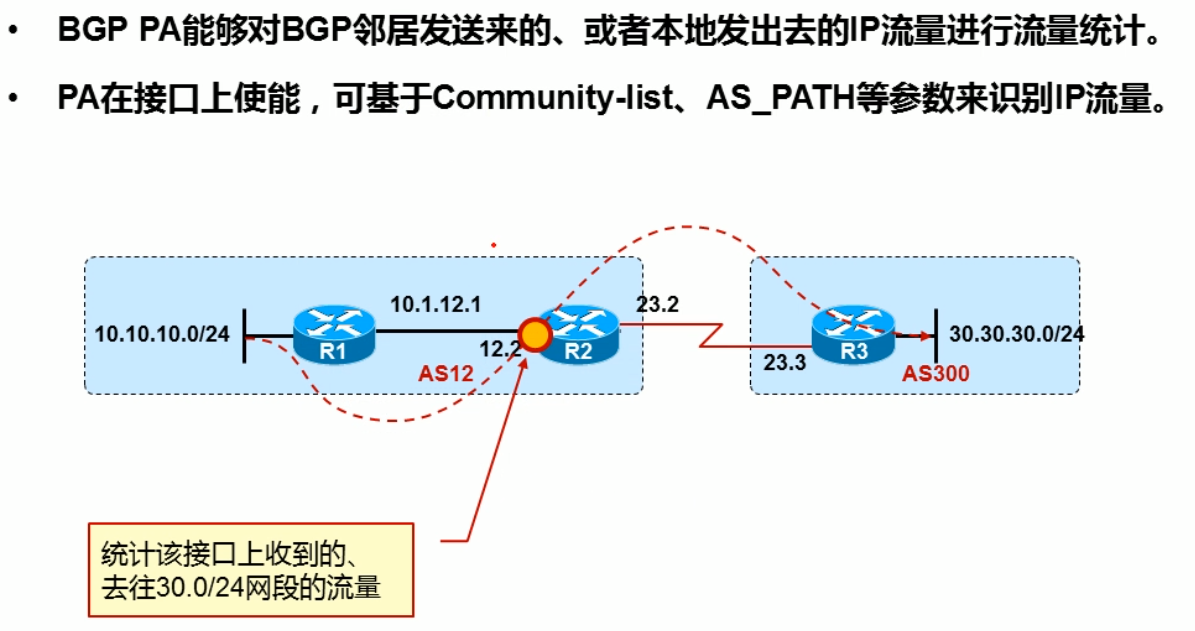 • BGP PA能够对BGP邻居发送来的、或者本地发出去的IP流量进行流量统计。
• PA在接口上使能，可基于Community-list、AS_PATH等参数来识别IP流量。
10.1.12.1
23.2
10.10.10.0/24
30.30.30.0/24
R1
12.2
R2
R3
23.3
AS12
AS300
统计该接口上收到的、
去往30.0/24网段的流量